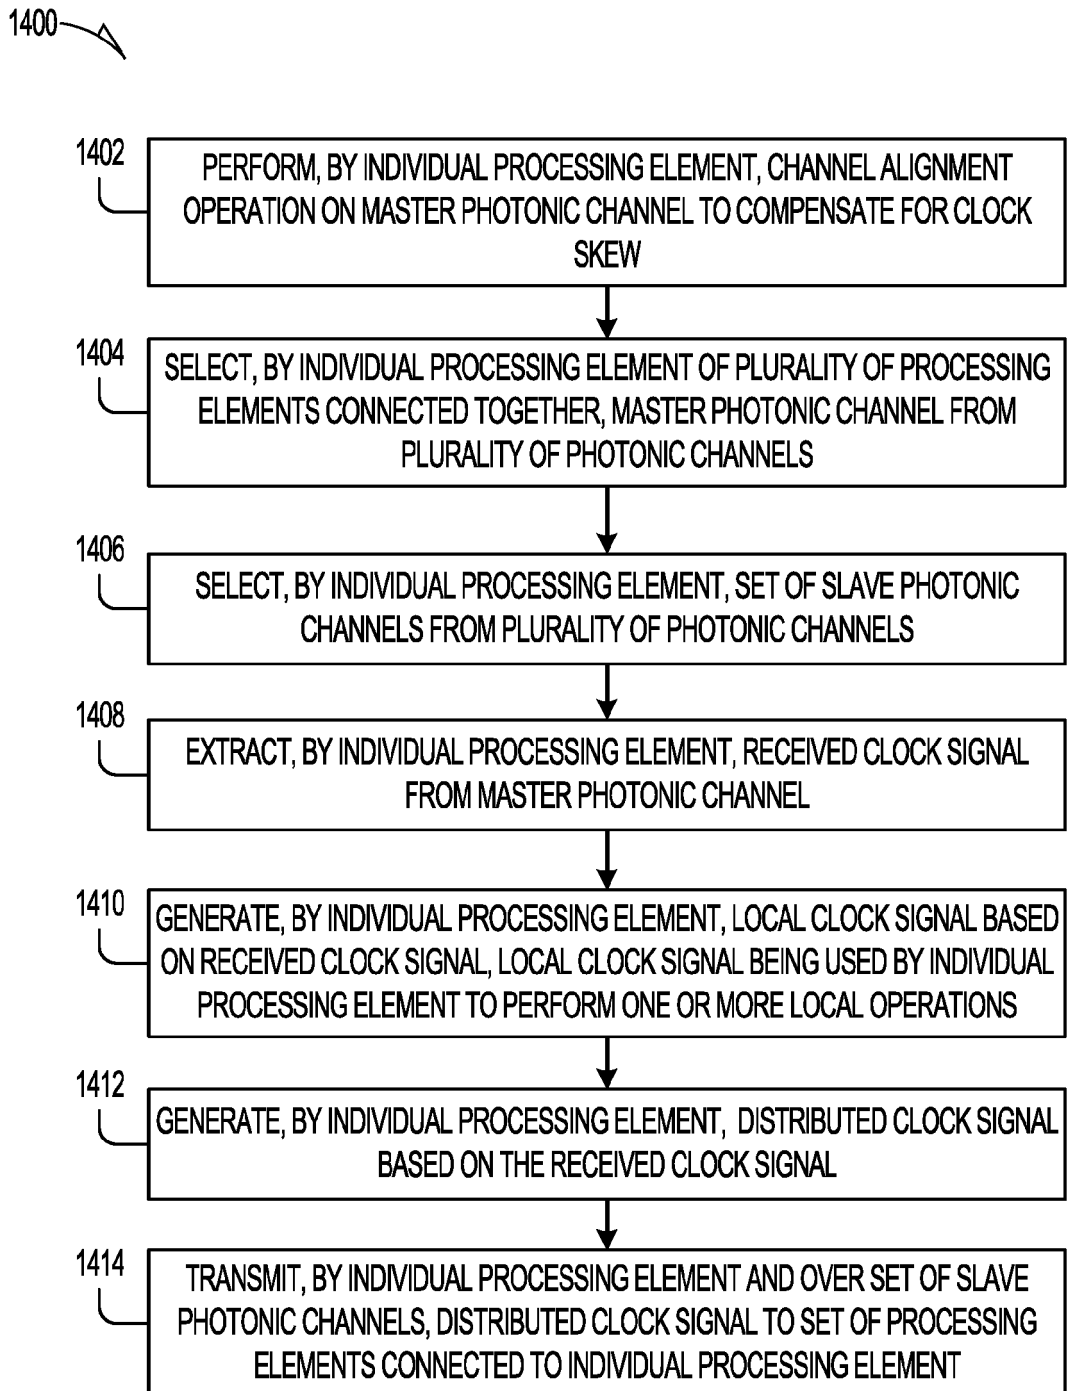 1400
1402
PERFORM, BY INDIVIDUAL PROCESSING ELEMENT, CHANNEL ALIGNMENT
OPERATION ON MASTER PHOTONIC CHANNEL TO COMPENSATE FOR CLOCK
SKEW
1404
SELECT, BY INDIVIDUAL PROCESSING ELEMENT OF PLURALITY OF PROCESSING
ELEMENTS CONNECTED TOGETHER, MASTER PHOTONIC CHANNEL FROM
PLURALITY OF PHOTONIC CHANNELS
1406
SELECT, BY INDIVIDUAL PROCESSING ELEMENT, SET OF SLAVE PHOTONIC
CHANNELS FROM PLURALITY OF PHOTONIC CHANNELS
1408
EXTRACT, BY INDIVIDUAL PROCESSING ELEMENT, RECEIVED CLOCK SIGNAL
FROM MASTER PHOTONIC CHANNEL
1410
GENERATE, BY INDIVIDUAL PROCESSING ELEMENT, LOCAL CLOCK SIGNAL BASED
ON RECEIVED CLOCK SIGNAL, LOCAL CLOCK SIGNAL BEING USED BY INDIVIDUAL
PROCESSING ELEMENT TO PERFORM ONE OR MORE LOCAL OPERATIONS
1412
GENERATE, BY INDIVIDUAL PROCESSING ELEMENT, DISTRIBUTED CLOCK SIGNAL
BASED ON THE RECEIVED CLOCK SIGNAL
1414
TRANSMIT, BY INDIVIDUAL PROCESSING ELEMENT AND OVER SET OF SLAVE
PHOTONIC CHANNELS, DISTRIBUTED CLOCK SIGNAL TO SET OF PROCESSING
ELEMENTS CONNECTED TO INDIVIDUAL PROCESSING ELEMENT